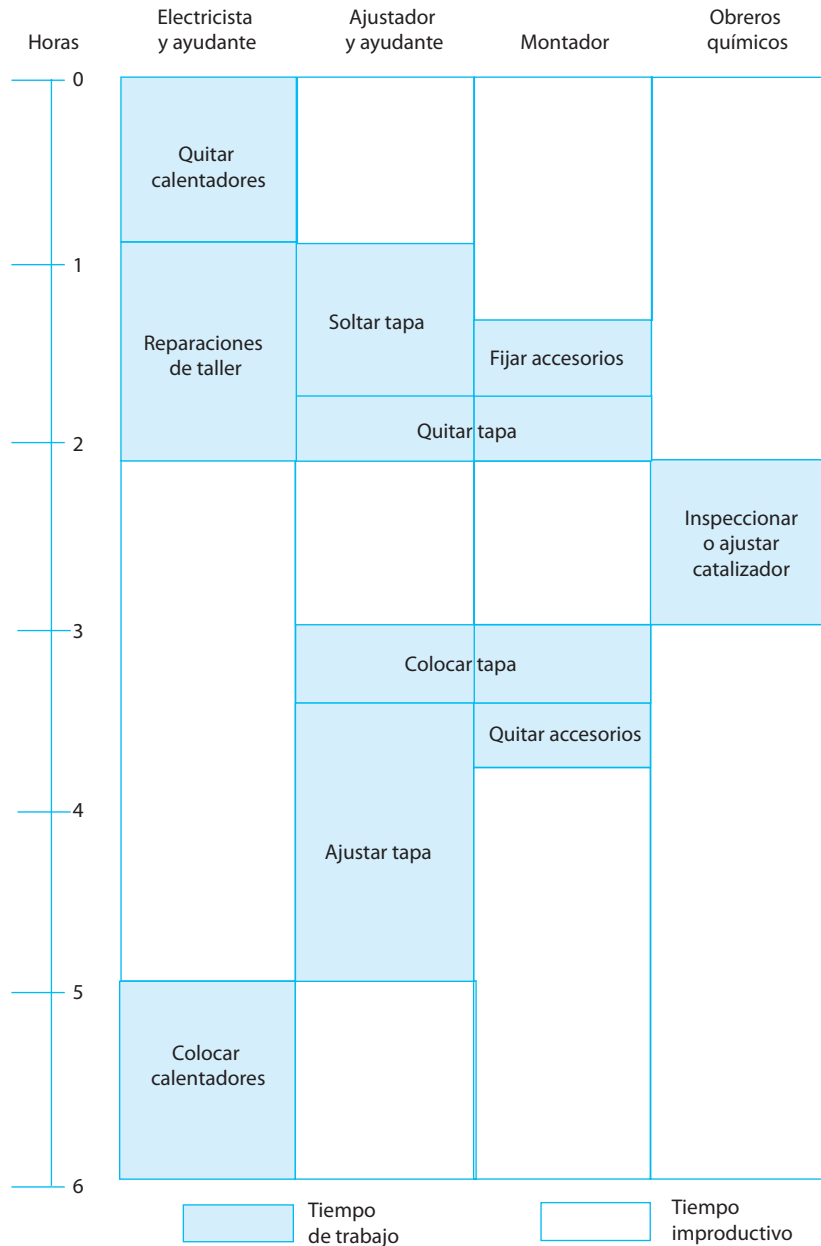 Horas
Electricista
y ayudante
Ajustador
y ayudante
Montador
Obreros
químicos
0
Quitar
calentadores
1
Reparaciones
de taller
Soltar tapa
Fijar accesorios
Quitar tapa
2
Inspeccionar
o ajustar
catalizador
3
Colocar tapa
Quitar accesorios
4
Ajustar tapa
5
Colocar
calentadores
6
Tiempo
de trabajo
Tiempo
improductivo